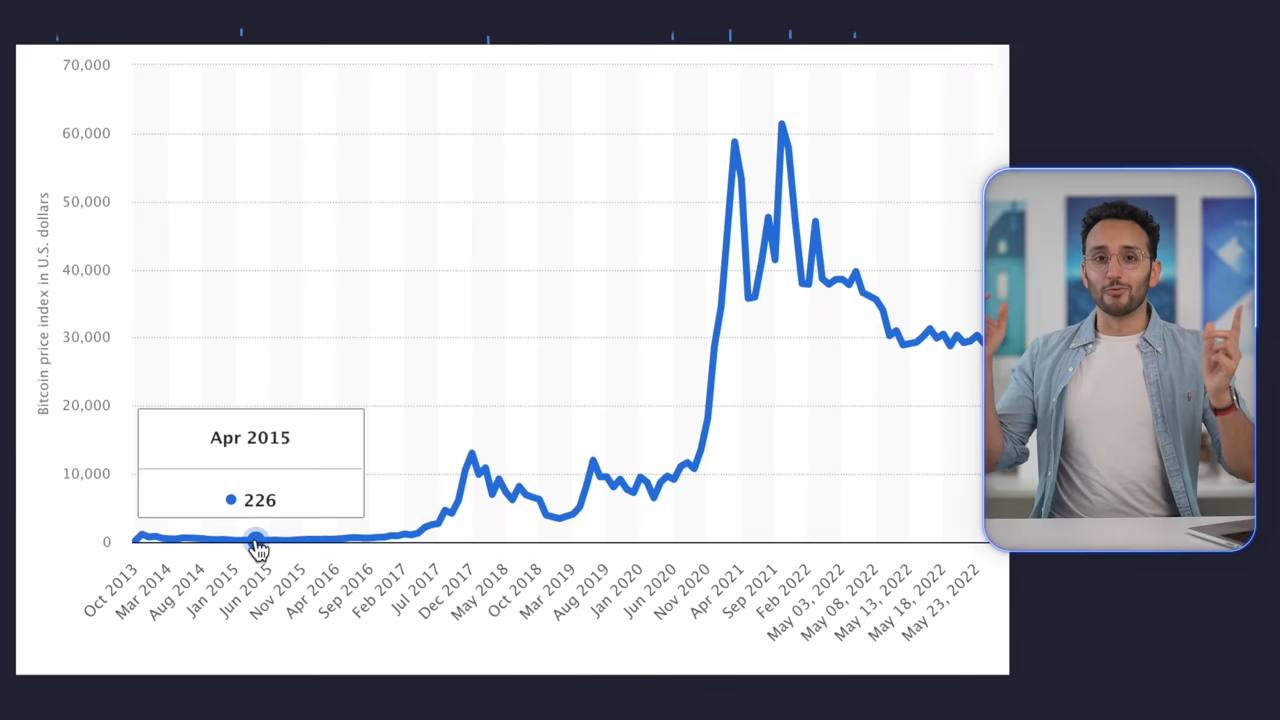 70,000
60,000
50,000
40,000
30,000
20,000
10,000
0
Bitcoin price index in U.S. dollars
Apr 2015
226
Oct 2013
Mar 2014
Aug 2014
Jan 2015
Jun 2015
Nov 2015
Apr 2016
Sep 2016
Feb 2017
Jul 2017
Dec 2017
May 2018
Oct 2018
Mar 2019
Aug 2019
Jan 2020
Jun 2020
Nov 2020
Apr 2021
Sep 2021
Feb 2022
May 03, 2022
May 08, 2022
May 13, 2022
May 18, 2022
May 23, 2022